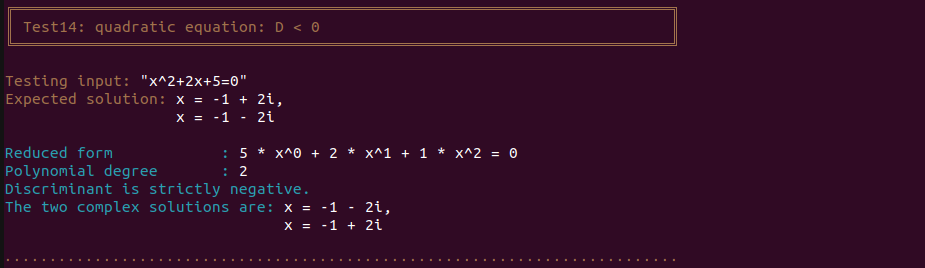 Test14: quadratic equation: D < 0
Testing input: "x^2+2x+5=0"
Expected solution: x = -1 + 2i,
x = -1 - 2i
Reduced form : 5 * x^0 + 2 * x^1 + 1 * x^2 = 0
Polynomial degree : 2
Discriminant is strictly negative.
The two complex solutions are: x = -1 - 2i,
x = -1 + 2i